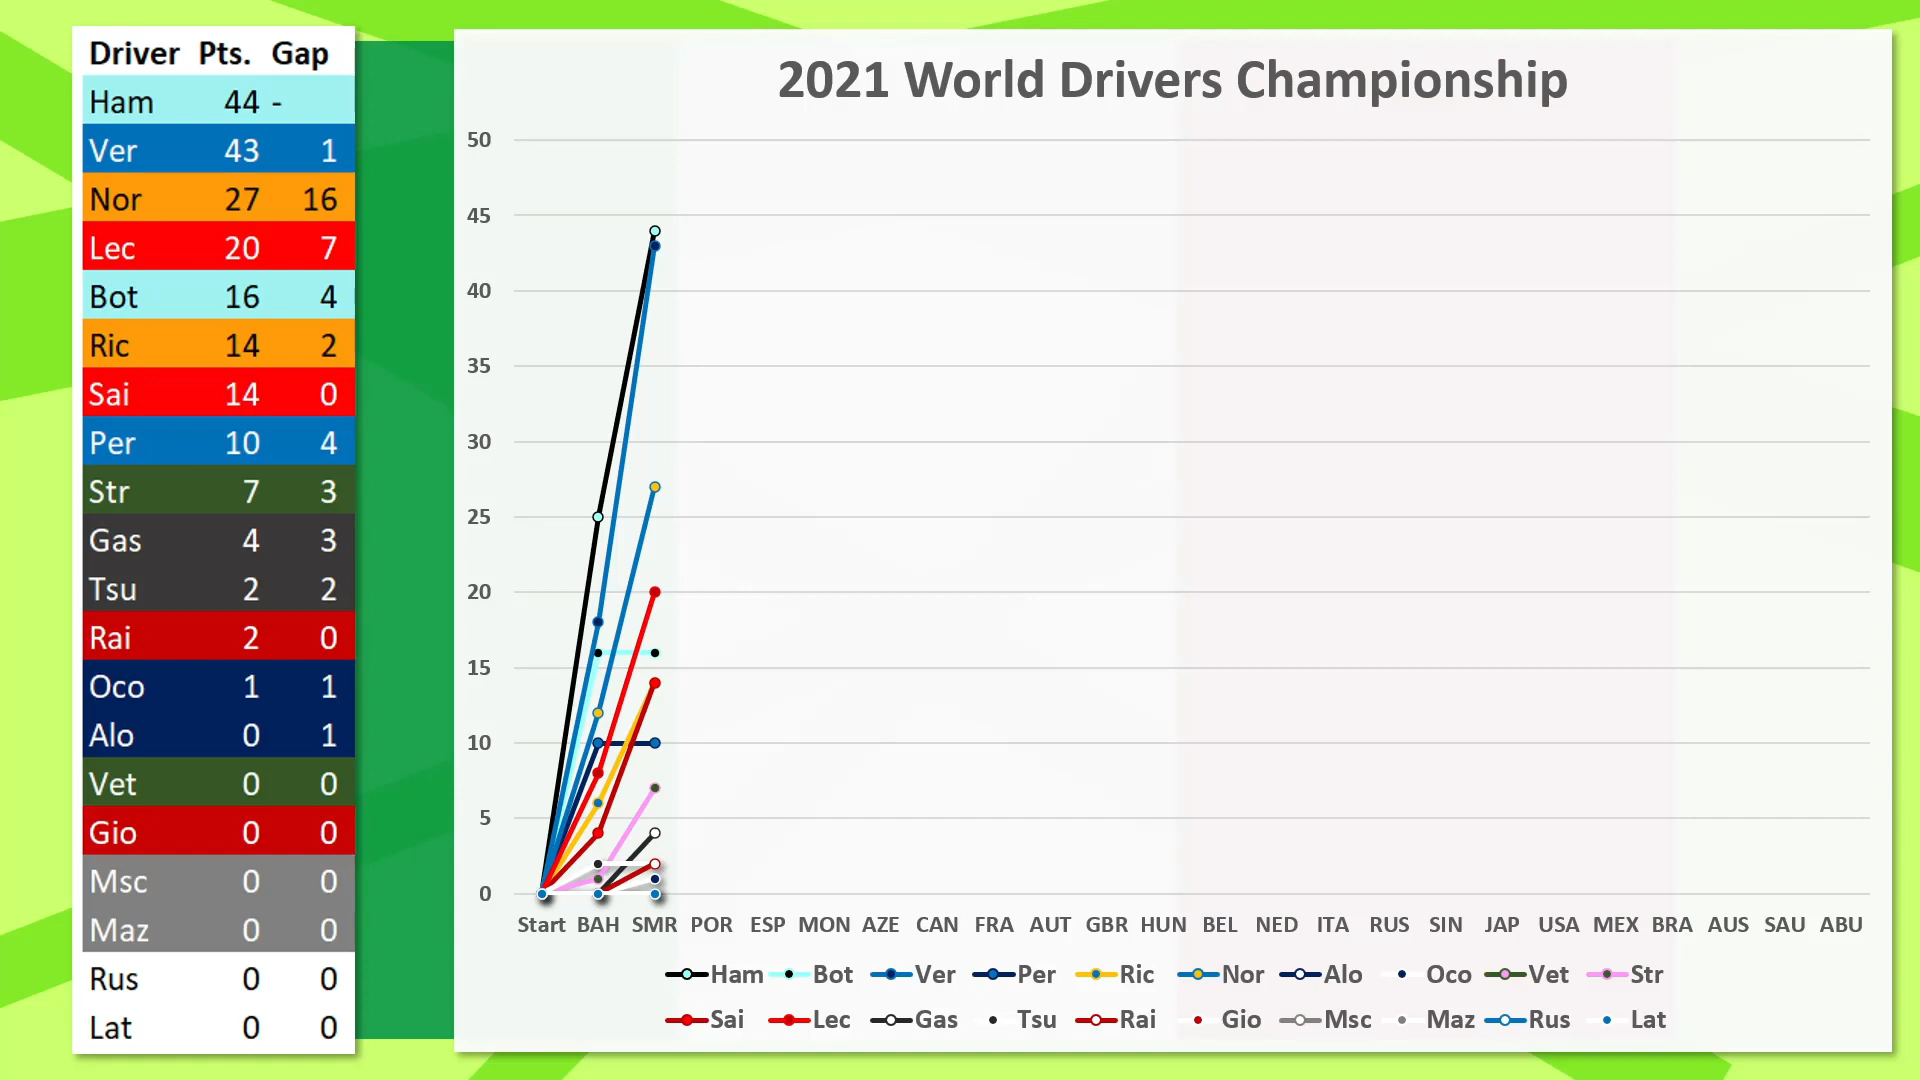 Driver Pts. Gap
Ham 44 -
Ver 43 1
Nor 27 16
Lec 20 7
Bot 16 4
Ric 14 2
Sai 14 0
Per 10 4
Str 7 3
Gas 4 3
Tsu 2 2
Rai 2 0
Oco 1 1
Alo 0 1
Vet 0 0
Gio 0 0
Msc 0 0
Maz 0 0
Rus 0 0
Lat 0 0
2021 World Drivers Championship
50
45
40
35
30
25
20
15
10
5
0
Start BAH SMR POR ESP MON AZE CAN FRA AUT GBR HUN BEL NED ITA RUS SIN JAP USA MEX BRA AUS SAU ABU
Ham Bot Ver Per Ric Nor Alo Oco Vet Str
Sai Lec Gas Tsu Rai Gio Msc Maz Rus Lat